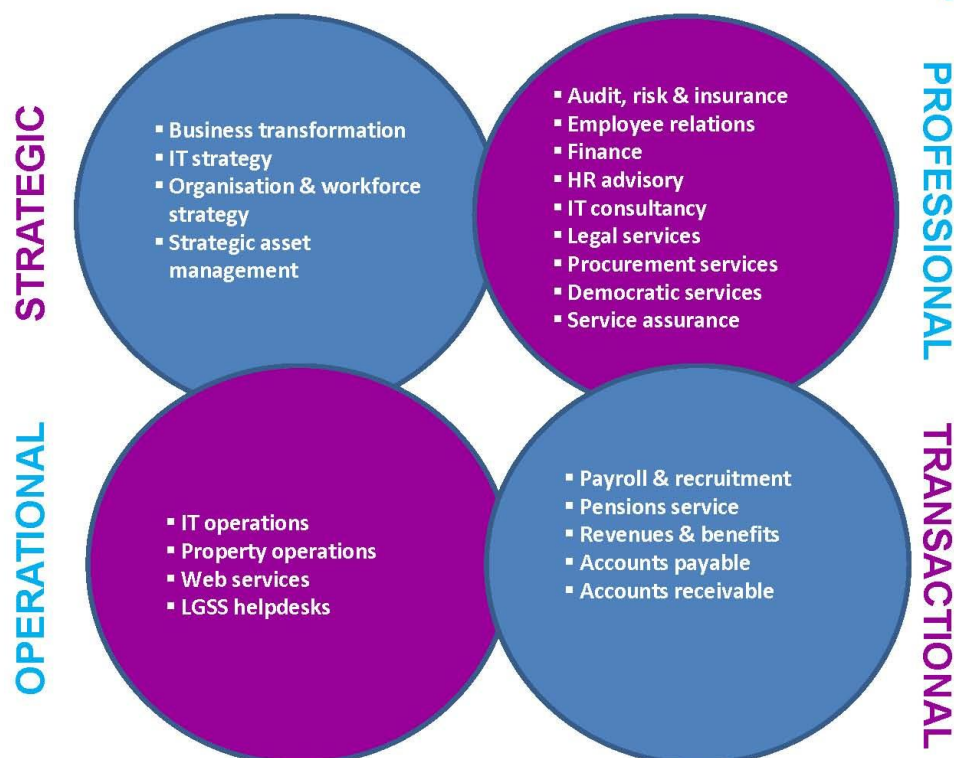 STRATEGIC
▪ Business transformation
▪ IT strategy
▪ Organisation & workforce
strategy
▪ Strategic asset
management
PROFESSIONAL
▪ Audit, risk & insurance
▪ Employee relations
▪ Finance
▪ HR advisory
▪ IT consultancy
▪ Legal services
▪ Procurement services
▪ Democratic services
▪ Service assurance
OPERATIONAL
▪ IT operations
▪ Property operations
▪ Web services
▪ LGSS helpdesks
TRANSACTIONAL
▪ Payroll & recruitment
▪ Pensions service
▪ Revenues & benefits
▪ Accounts payable
▪ Accounts receivable